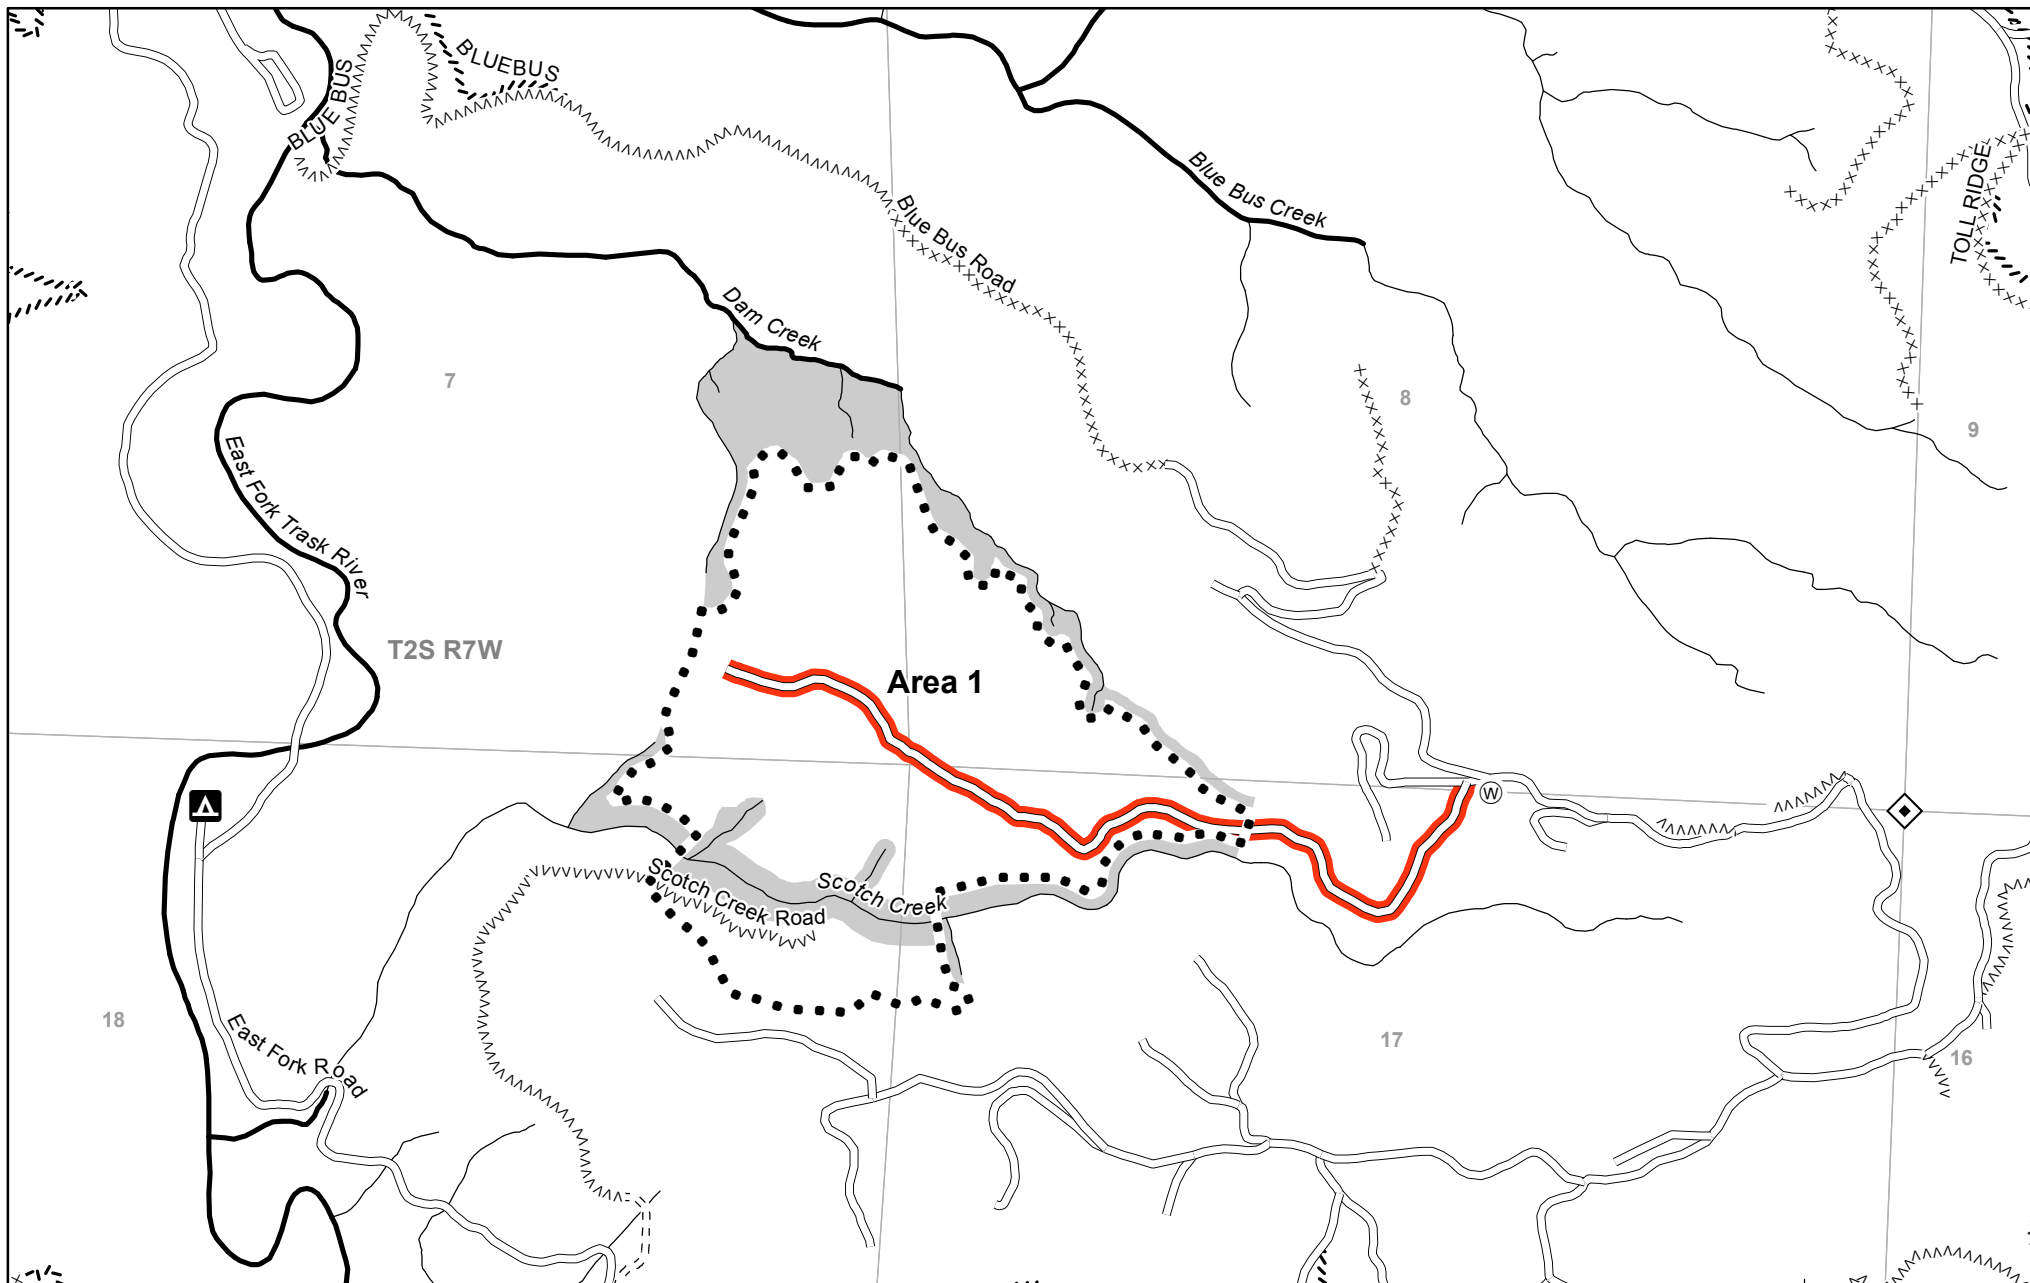 BLUEBUS
BLUE BUS
TOLL RIDGE
Blue Bus Creek
Blue Bus Road
Dam Creek
7
8
9
East Fork Trask River
T2S R7W
Area 1
W
Scotch Creek
Scotch Creek Road
18
East Fork Road
17
16